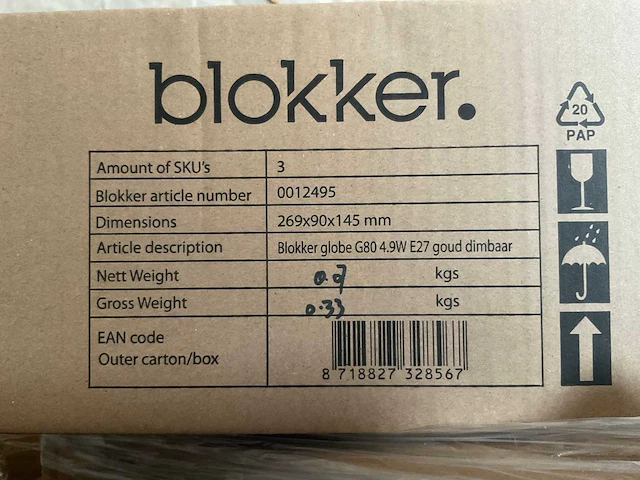 blokker.
20
PAP
Amount of SKU's 3
Blokker article number 0012495
Dimensions 269x90x145 mm
Article description Blokker globe G80 4.9W E27 goud dimbaar
Nett Weight 0.07 kgs
Gross Weight 0.33 kgs
EAN code
Outer carton/box
8 718827 328567